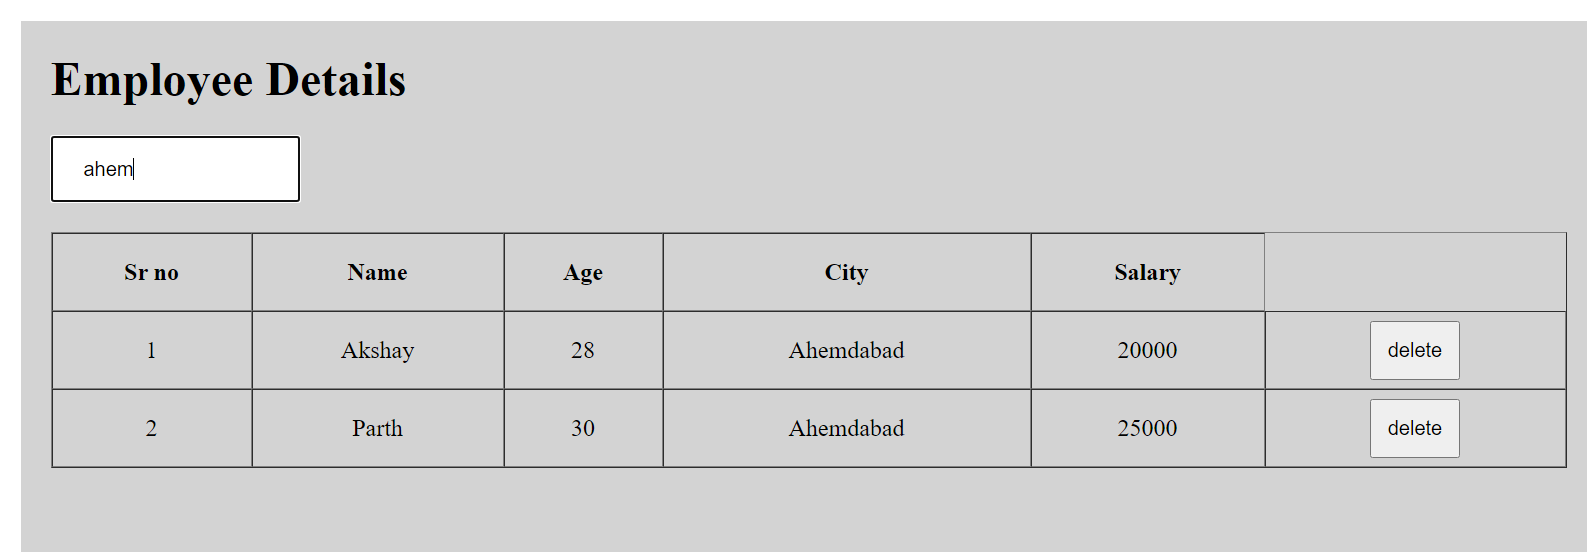 Employee Details
ahem
Sr no Name Age City Salary
1 Akshay 28 Ahemdabad 20000 delete
2 Parth 30 Ahemdabad 25000 delete